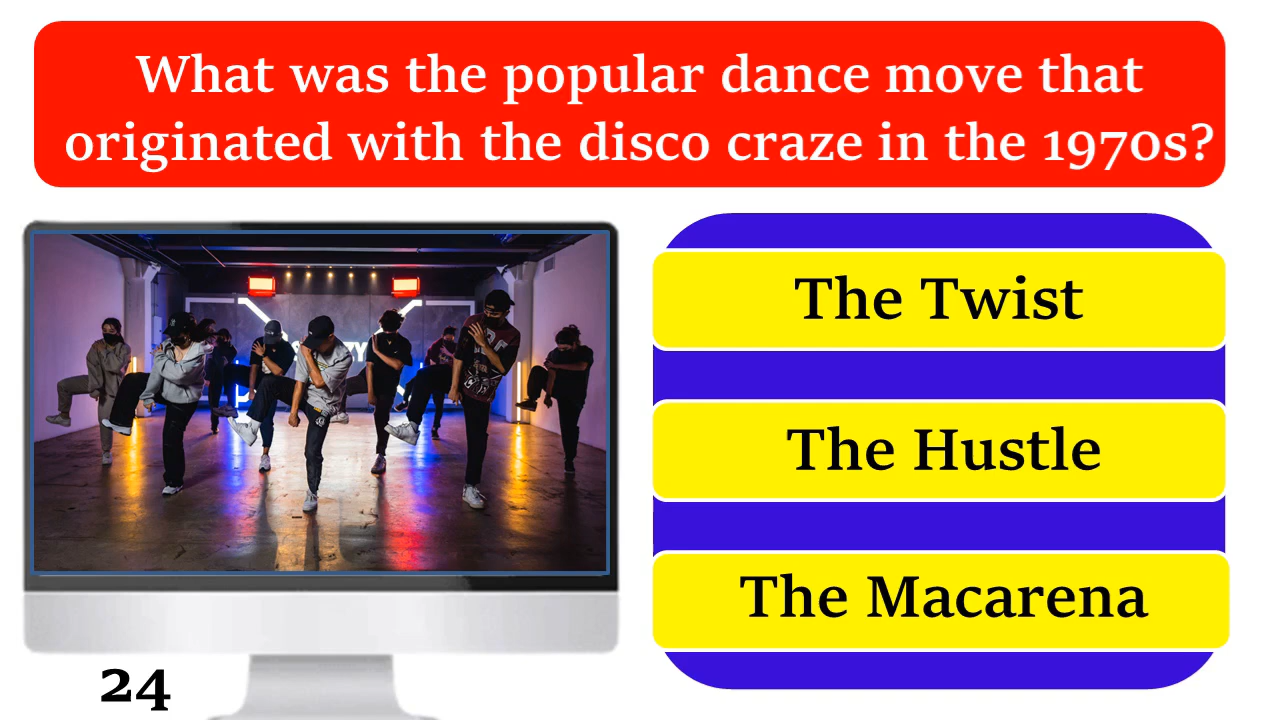 What was the popular dance move that
originated with the disco craze in the 1970s?
The Twist
The Hustle
The Macarena
24